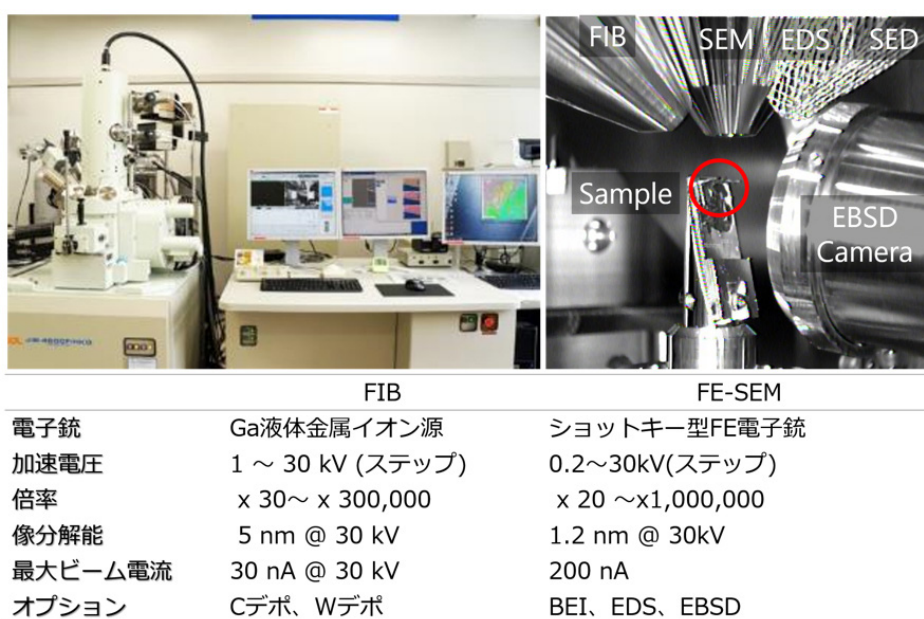 FIB SEM EDS SED
Sample
EBSD
Camera
FIB FE-SEM
電子銃 Ga液体金属イオン源 ショットキー型FE電子銃
加速電圧 1 ～ 30 kV (ステップ) 0.2～30kV(ステップ)
倍率 x 30～ x 300,000 x 20 ～x1,000,000
像分解能 5 nm @ 30 kV 1.2 nm @ 30kV
最大ビーム電流 30 nA @ 30 kV 200 nA
オプション Cデポ、Wデポ BEI、EDS、EBSD